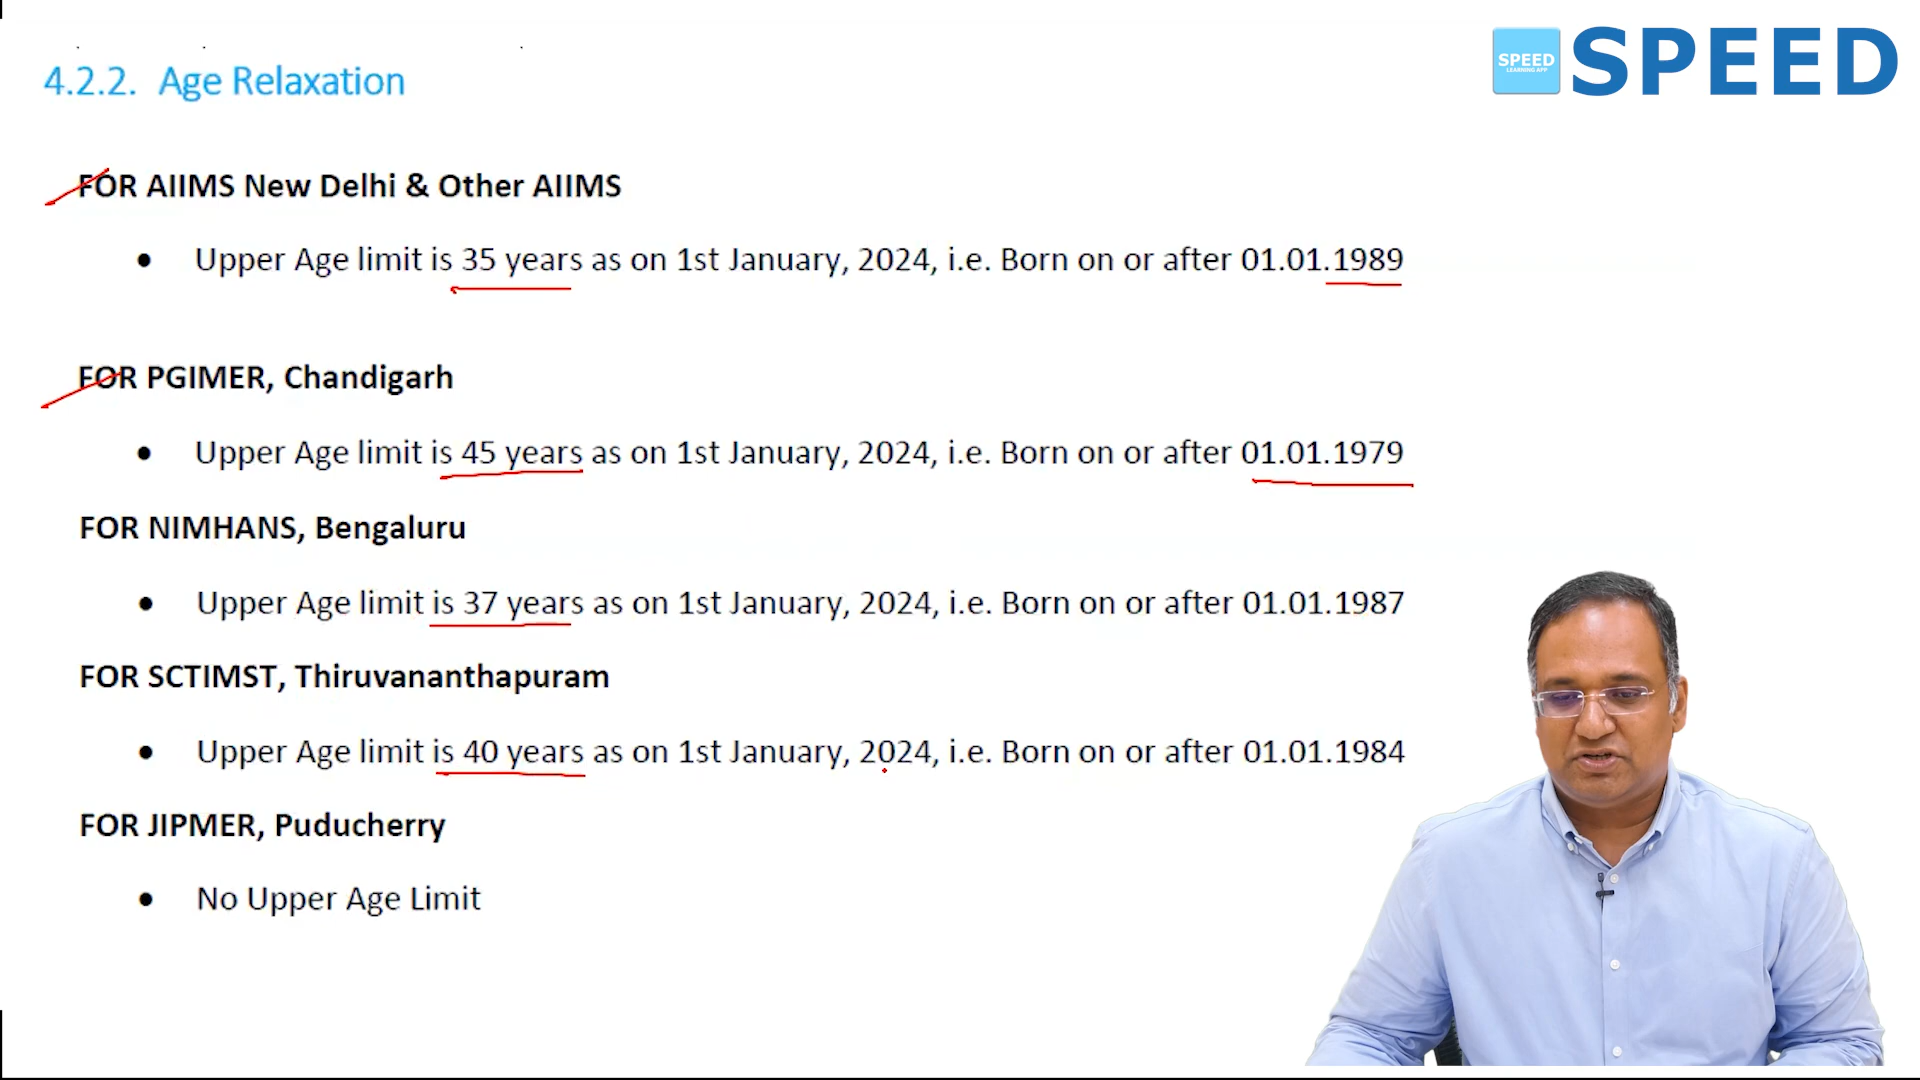 SPEED
LEARNING APP
SPEED
4.2.2. Age Relaxation
FOR AIIMS New Delhi & Other AIIMS
• Upper Age limit is 35 years as on 1st January, 2024, i.e. Born on or after 01.01.1989
FOR PGIMER, Chandigarh
• Upper Age limit is 45 years as on 1st January, 2024, i.e. Born on or after 01.01.1979
FOR NIMHANS, Bengaluru
• Upper Age limit is 37 years as on 1st January, 2024, i.e. Born on or after 01.01.1987
FOR SCTIMST, Thiruvananthapuram
• Upper Age limit is 40 years as on 1st January, 2024, i.e. Born on or after 01.01.1984
FOR JIPMER, Puducherry
• No Upper Age Limit